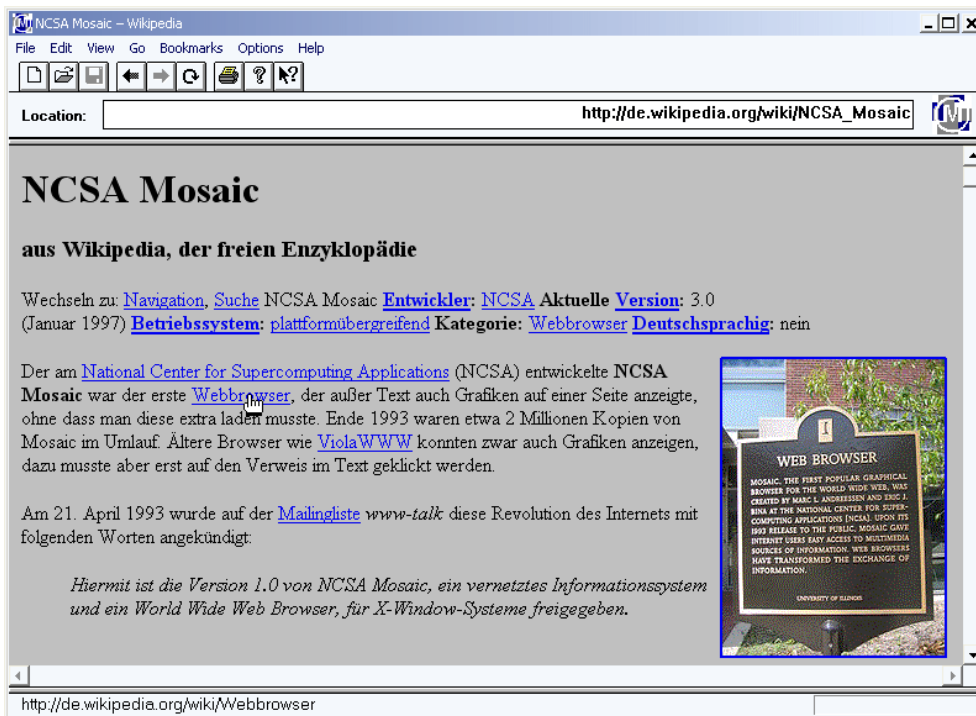 NCSA Mosaic – Wikipedia
File Edit View Go Bookmarks Options Help
Location: http://de.wikipedia.org/wiki/NCSA_Mosaic
NCSA Mosaic
aus Wikipedia, der freien Enzyklopädie
Wechseln zu: Navigation, Suche NCSA Mosaic Entwickler: NCSA Aktuelle Version: 3.0
(Januar 1997) Betriebssystem: plattformübergreifend Kategorie: Webbrowser Deutschsprachig: nein
Der am National Center for Supercomputing Applications (NCSA) entwickelte NCSA
Mosaic war der erste Webbrowser, der außer Text auch Grafiken auf einer Seite anzeigte,
ohne dass man diese extra laden musste. Ende 1993 waren etwa 2 Millionen Kopien von
Mosaic im Umlauf. Ältere Browser wie ViolaWWW konnten zwar auch Grafiken anzeigen,
dazu musste aber erst auf den Verweis im Text geklickt werden.
Am 21. April 1993 wurde auf der Mailingliste www-talk diese Revolution des Internets mit
folgenden Worten angekündigt:
Hiermit ist die Version 1.0 von NCSA Mosaic, ein vernetztes Informationssystem
und ein World Wide Web Browser, für X-Window-Systeme freigegeben.
WEB BROWSER
MOSAIC, THE FIRST POPULAR GRAPHICAL
BROWSER FOR THE WORLD WIDE WEB, WAS
CREATED BY MARC L. ANDREESSEN AND ERIC J.
BINA AT THE NATIONAL CENTER FOR SUPER-
COMPUTING APPLICATIONS [NCSA]. UPON ITS
1993 RELEASE TO THE PUBLIC, MOSAIC GAVE
INTERNET USERS EASY ACCESS TO MULTIMEDIA
SOURCES OF INFORMATION. WEB BROWSERS
HAVE TRANSFORMED THE EXCHANGE OF
INFORMATION.
UNIVERSITY OF ILLINOIS
http://de.wikipedia.org/wiki/Webbrowser